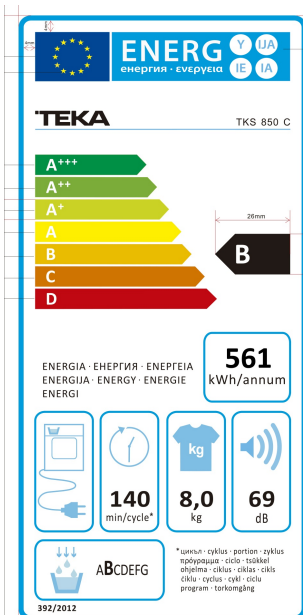 ENERG Y IJA IE IA
енергия · ενεργεια
TEKA
TKS 850 C
A+++
A++
A+
A
B
C
D
26mm
B
561
kWh/annum
ENERGIA · ЕНЕРГИЯ · ΕΝΕΡΓΕΙΑ
ENERGIJA · ENERGY · ENERGIE
ENERGI
140
min/cycle*
kg
8,0
kg
69
dB
ABCDEFG
*цикъл · cyklus · portion · zyklus
πρόγραμμα · ciclo · tsükkel
ohjelma · ciklus · ciklas · cikls
ċiklu · cyclus · cykl · ciclu
program · torkomgång
392/2012